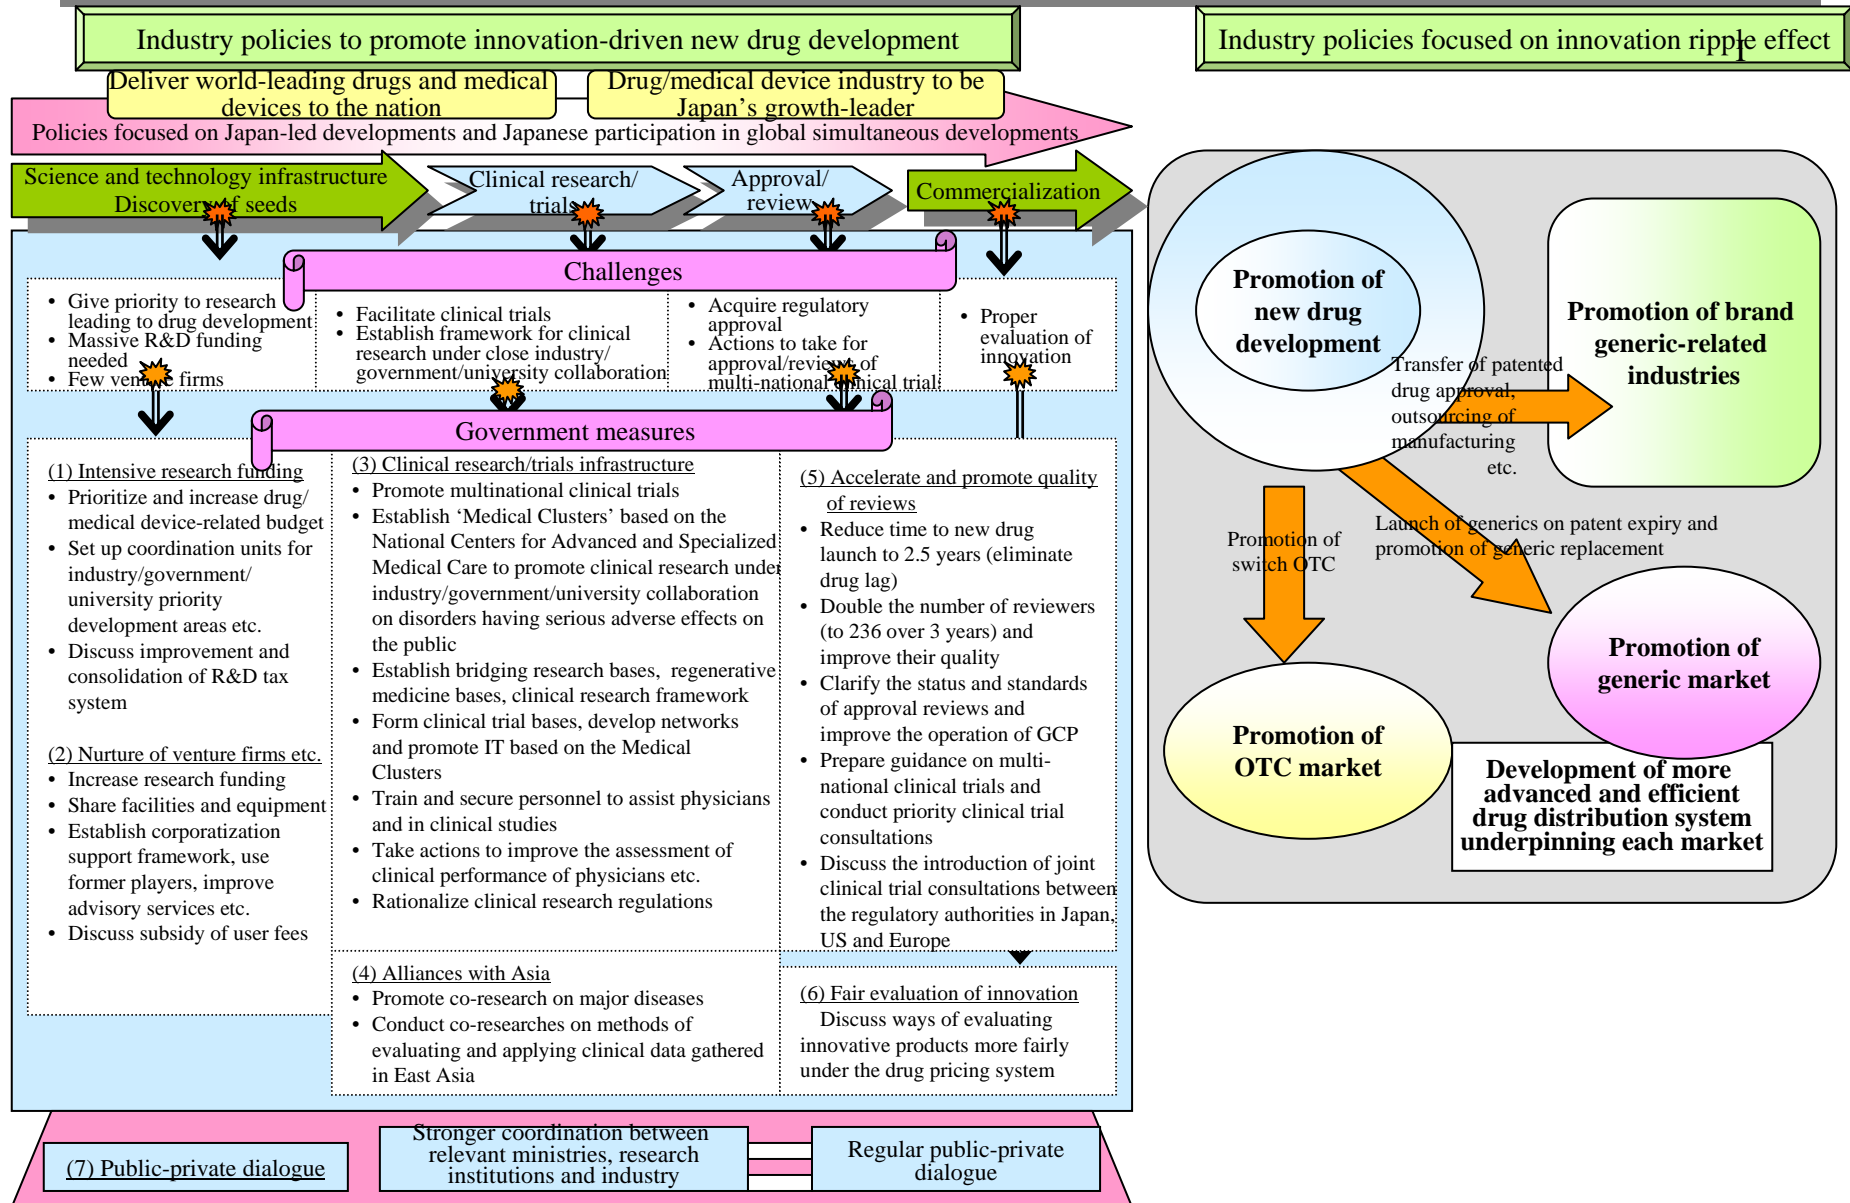 Industry policies to promote innovation-driven new drug development
Industry policies focused on innovation ripple effect
1
Deliver world-leading drugs and medical
devices to the nation
Drug/medical device industry to be
Japan's growth-leader
Policies focused on Japan-led developments and Japanese participation in global simultaneous developments
Science and technology infrastructure
Discovery of seeds
Clinical research/
trials
Approval/
review
Commercialization
Challenges
• Give priority to research
leading to drug development
• Massive R&D funding
needed
• Few venture firms
• Facilitate clinical trials
• Establish framework for clinical
research under close industry/
government/university collaboration
• Acquire regulatory
approval
• Actions to take for
approval/reviews of
multi-national clinical trials
• Proper
evaluation of
innovation
Government measures
(1) Intensive research funding
• Prioritize and increase drug/
medical device-related budget
• Set up coordination units for
industry/government/
university priority
development areas etc.
• Discuss improvement and
consolidation of R&D tax
system
(2) Nurture of venture firms etc.
• Increase research funding
• Share facilities and equipment
• Establish corporatization
support framework, use
former players, improve
advisory services etc.
• Discuss subsidy of user fees
(3) Clinical research/trials infrastructure
• Promote multinational clinical trials
• Establish 'Medical Clusters' based on the
National Centers for Advanced and Specialized
Medical Care to promote clinical research under
industry/government/university collaboration
on disorders having serious adverse effects on
the public
• Establish bridging research bases, regenerative
medicine bases, clinical research framework
• Form clinical trial bases, develop networks
and promote IT based on the Medical
Clusters
• Train and secure personnel to assist physicians
and in clinical studies
• Take actions to improve the assessment of
clinical performance of physicians etc.
• Rationalize clinical research regulations
(4) Alliances with Asia
• Promote co-research on major diseases
• Conduct co-researches on methods of
evaluating and applying clinical data gathered
in East Asia
(5) Accelerate and promote quality
of reviews
• Reduce time to new drug
launch to 2.5 years (eliminate
drug lag)
• Double the number of reviewers
(to 236 over 3 years) and
improve their quality
• Clarify the status and standards
of approval reviews and
improve the operation of GCP
• Prepare guidance on multi-
national clinical trials and
conduct priority clinical trial
consultations
• Discuss the introduction of joint
clinical trial consultations between
the regulatory authorities in Japan,
US and Europe
(6) Fair evaluation of innovation
Discuss ways of evaluating
innovative products more fairly
under the drug pricing system
(7) Public-private dialogue
Stronger coordination between
relevant ministries, research
institutions and industry
Regular public-private
dialogue
Promotion of
new drug
development
Promotion of brand
generic-related
industries
Transfer of patented
drug approval,
outsourcing of
manufacturing
etc.
Promotion of
switch OTC
Launch of generics on patent expiry and
promotion of generic replacement
Promotion of
generic market
Promotion of
OTC market
Development of more
advanced and efficient
drug distribution system
underpinning each market